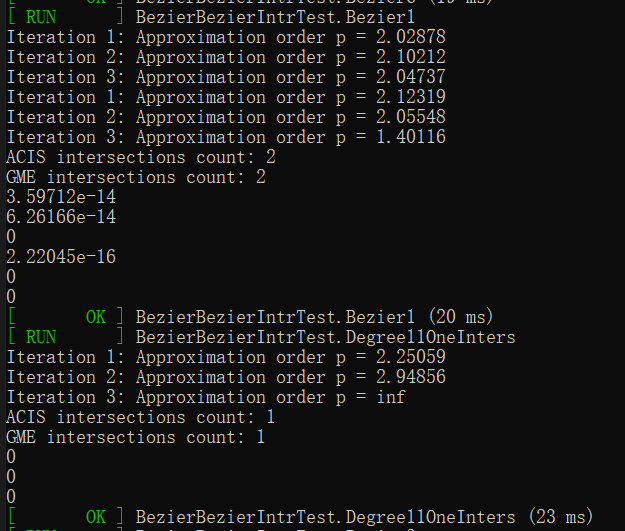 [ RUN      ] BezierBezierIntrTest.Bezier1
Iteration 1: Approximation order p = 2.02878
Iteration 2: Approximation order p = 2.10212
Iteration 3: Approximation order p = 2.04737
Iteration 1: Approximation order p = 2.12319
Iteration 2: Approximation order p = 2.05548
Iteration 3: Approximation order p = 1.40116
ACIS intersections count: 2
GME intersections count: 2
3.59712e-14
6.26166e-14
0
2.22045e-16
0
0
[       OK ] BezierBezierIntrTest.Bezier1 (20 ms)
[ RUN      ] BezierBezierIntrTest.Degree11OneInters
Iteration 1: Approximation order p = 2.25059
Iteration 2: Approximation order p = 2.94856
Iteration 3: Approximation order p = inf
ACIS intersections count: 1
GME intersections count: 1
0
0
0
[       OK ] BezierBezierIntrTest.Degree11OneInters (23 ms)